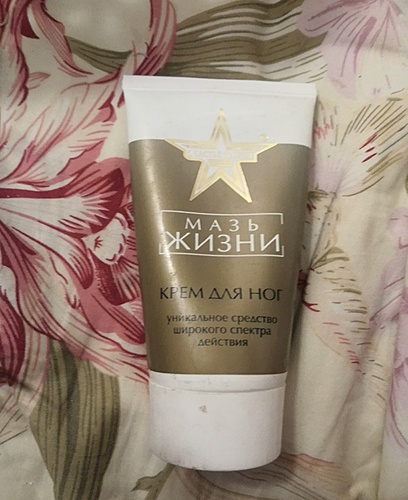 МАЗЬ
ЖИЗНИ
КРЕМ ДЛЯ НОГ
уникальное средство
широкого спектра
действия